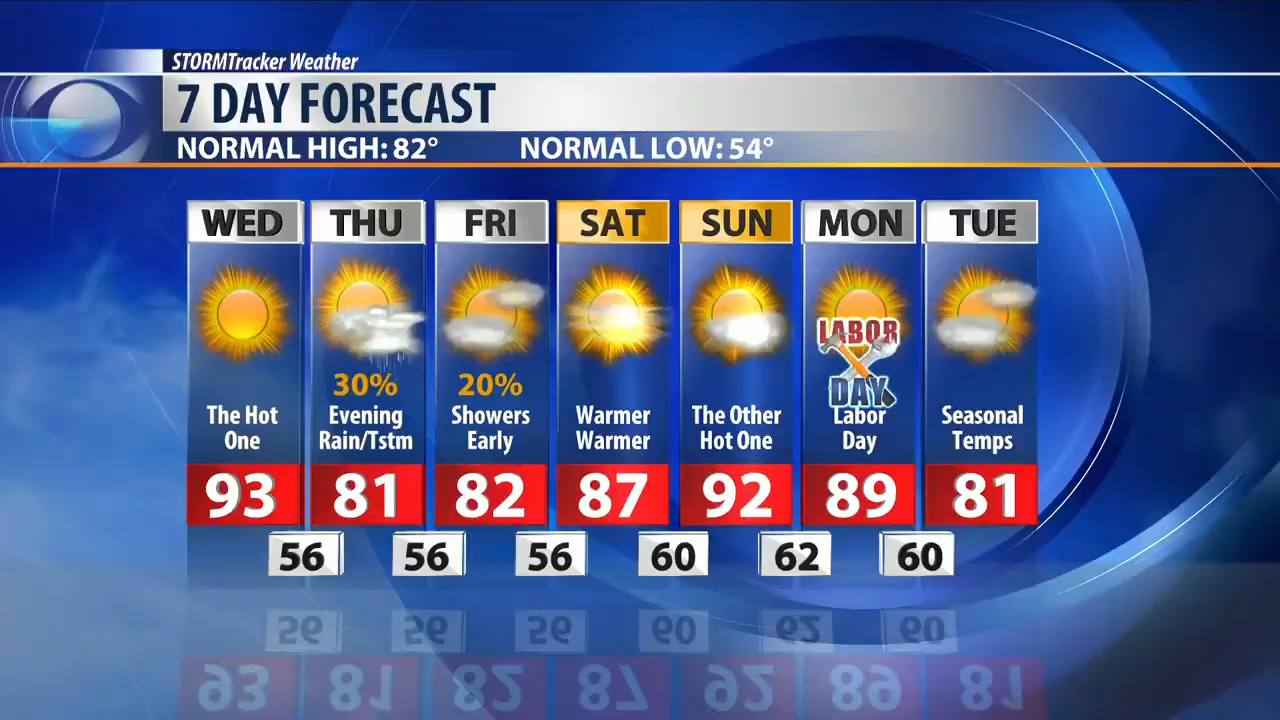 STORMTracker Weather
7 DAY FORECAST
NORMAL HIGH: 82° NORMAL LOW: 54°
WED THU FRI SAT SUN MON TUE
LABOR
DAY
30% 20%
The Hot Evening Showers Warmer The Other Labor Seasonal
One Rain/Tstm Early Warmer Hot One Day Temps
93 81 82 87 92 89 81
56 56 56 60 62 60